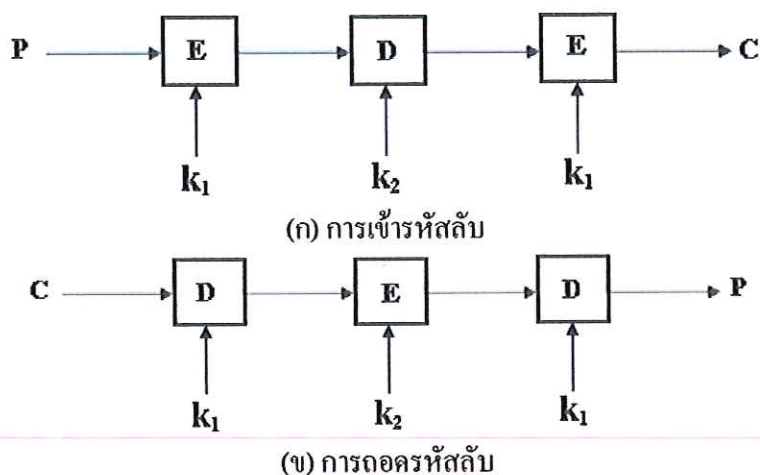 P E D E C
k₁ k₂ k₁
(ก) การเข้ารหัสลับ
C D E D P
k₁ k₂ k₁
(ข) การถอดรหัสลับ